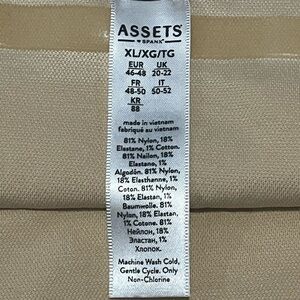 ASSETS
BY SPANX
XL/XG/TG
EUR UK
46-48 20-22
FR IT
48-50 50-52
KR
88
made in vietnam
fabriqué au vietnam
81% Nylon, 18%
Elastane, 1% Cotton.
81% Nailon, 18%
Elastano, 1%
Algodón. 81% Nylon,
18% Elasthanne, 1%
Coton. 81% Nylon,
18% Elastan, 1%
Baumwolle. 81%
Nylon, 18% Elastan,
1% Cotone. 81%
Нейлон, 18%
Эластан, 1%
Хлопок.
Machine Wash Cold,
Gentle Cycle. Only
Non-Chlorine